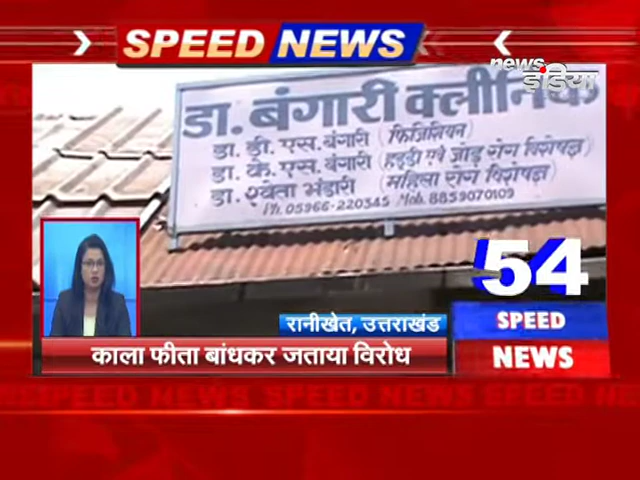 SPEED NEWS
news
इंडिया
डा. बंगारी क्लीनिक
डा. डी. एस. बंगारी (फिजिशियन)
डा. के. एस. बंगारी (हड्डी एवं जोड़ रोग विशेषज्ञ)
डा. श्वेता भंडारी (महिला रोग विशेषज्ञ)
Ph. 05966-220345 Mob. 8859070109
54
रानीखेत, उत्तराखंड
SPEED
काला फीता बांधकर जताया विरोध
NEWS
SPEED NEWS SPEED NEWS SPEED NEWS